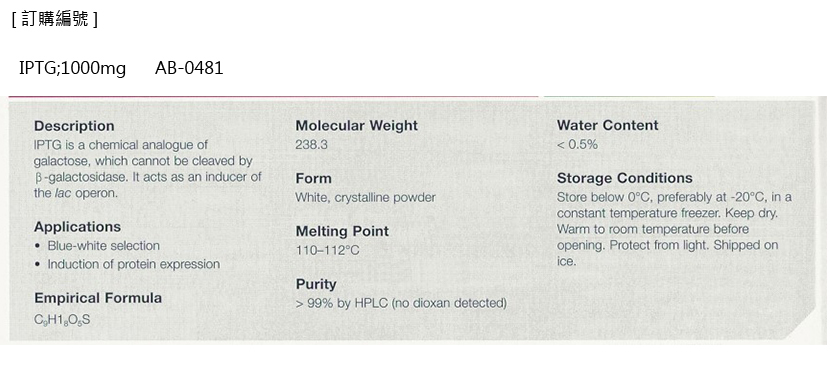 [ 訂購編號 ]
IPTG;1000mg AB-0481
Description
IPTG is a chemical analogue of
galactose, which cannot be cleaved by
β-galactosidase. It acts as an inducer of
the lac operon.
Applications
• Blue-white selection
• Induction of protein expression
Empirical Formula
C₉H1₈O₅S
Molecular Weight
238.3
Form
White, crystalline powder
Melting Point
110–112°C
Purity
> 99% by HPLC (no dioxan detected)
Water Content
< 0.5%
Storage Conditions
Store below 0°C, preferably at -20°C, in a
constant temperature freezer. Keep dry.
Warm to room temperature before
opening. Protect from light. Shipped on
ice.